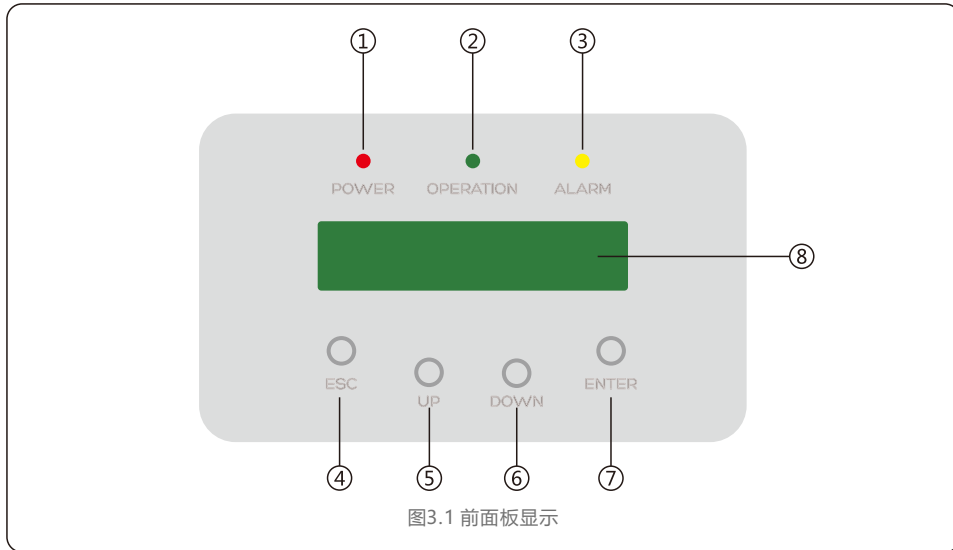 ① ② ③
POWER OPERATION ALARM
⑧
ESC UP DOWN ENTER
④ ⑤ ⑥ ⑦
图3.1 前面板显示